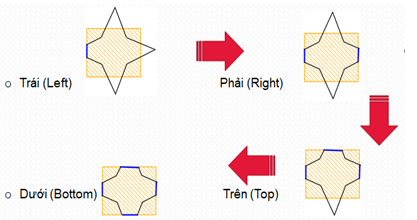 Trái (Left)
Phải (Right)
Dưới (Bottom)
Trên (Top)